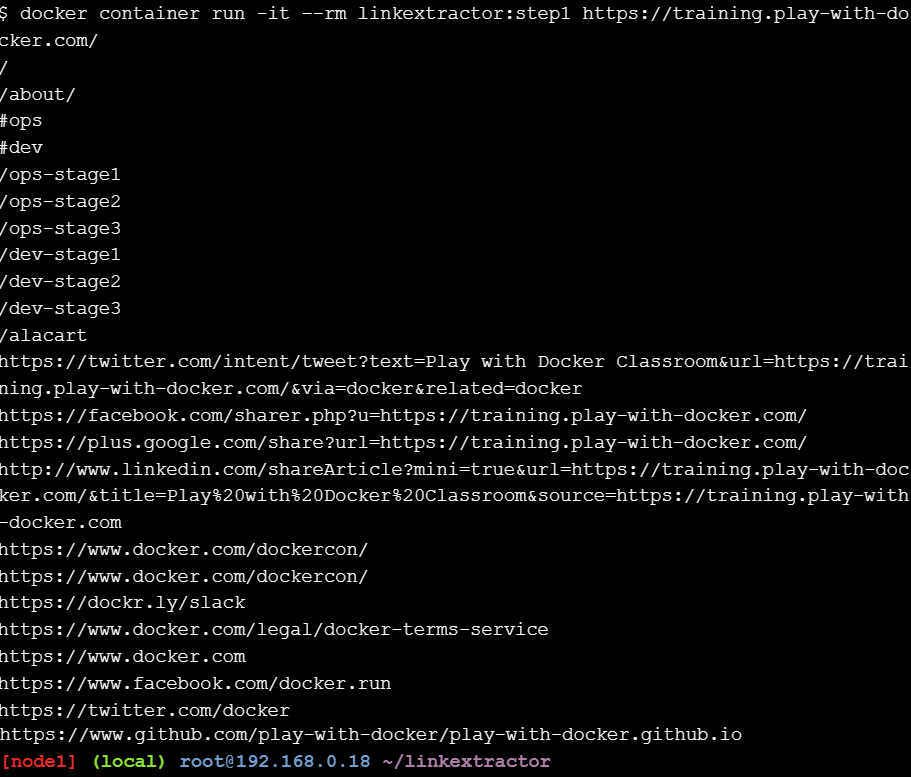 $ docker container run -it --rm linkextractor:step1 https://training.play-with-do
cker.com/
/
/about/
#ops
#dev
/ops-stage1
/ops-stage2
/ops-stage3
/dev-stage1
/dev-stage2
/dev-stage3
/alacart
https://twitter.com/intent/tweet?text=Play with Docker Classroom&url=https://trai
ning.play-with-docker.com/&via=docker&related=docker
https://facebook.com/sharer.php?u=https://training.play-with-docker.com/
https://plus.google.com/share?url=https://training.play-with-docker.com/
http://www.linkedin.com/shareArticle?mini=true&url=https://training.play-with-doc
ker.com/&title=Play%20with%20Docker%20Classroom&source=https://training.play-with
-docker.com
https://www.docker.com/dockercon/
https://www.docker.com/dockercon/
https://dockr.ly/slack
https://www.docker.com/legal/docker-terms-service
https://www.docker.com
https://www.facebook.com/docker.run
https://twitter.com/docker
https://www.github.com/play-with-docker/play-with-docker.github.io
[node1] (local) root@192.168.0.18 ~/linkextractor